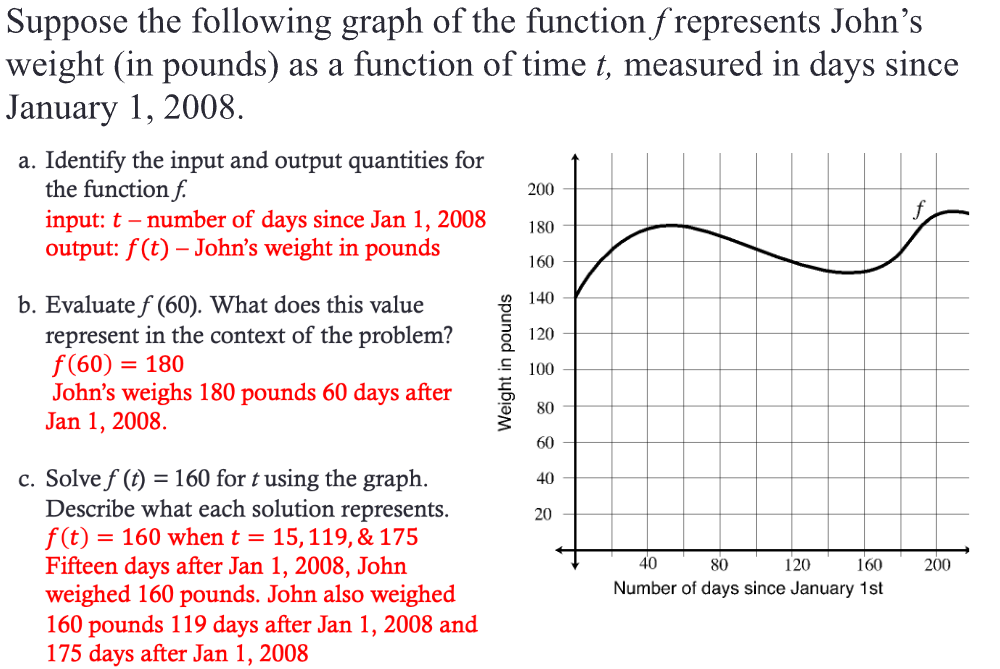 Suppose the following graph of the function f represents John's
weight (in pounds) as a function of time t, measured in days since
January 1, 2008.
a. Identify the input and output quantities for
the function f.
input: t – number of days since Jan 1, 2008
output: f(t) – John's weight in pounds
b. Evaluate f (60). What does this value
represent in the context of the problem?
f(60) = 180
John's weighs 180 pounds 60 days after
Jan 1, 2008.
c. Solve f (t) = 160 for t using the graph.
Describe what each solution represents.
f(t) = 160 when t = 15, 119, & 175
Fifteen days after Jan 1, 2008, John
weighed 160 pounds. John also weighed
160 pounds 119 days after Jan 1, 2008 and
175 days after Jan 1, 2008
Weight in pounds
200
180
160
140
120
100
80
60
40
20
f
40 80 120 160 200
Number of days since January 1st